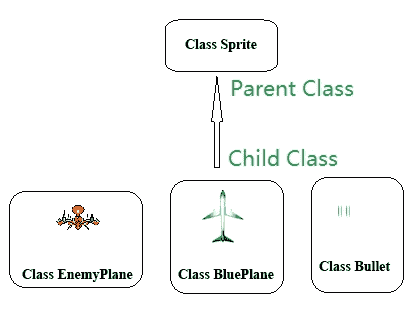 Class Sprite
Parent Class
Child Class
Class EnemyPlane
Class BluePlane
Class Bullet